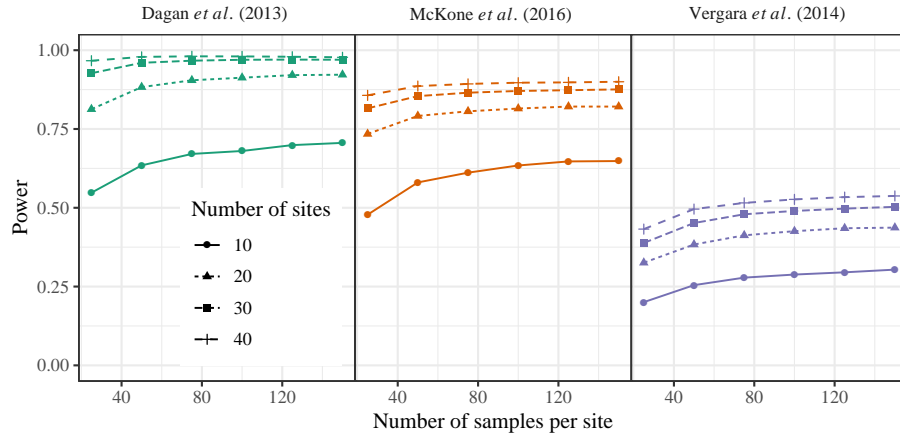 Dagan et al. (2013) McKone et al. (2016) Vergara et al. (2014)
1.00
0.75
0.50
0.25
0.00
Power
Number of sites
10
20
30
40
40 80 120 40 80 120 40 80 120
Number of samples per site